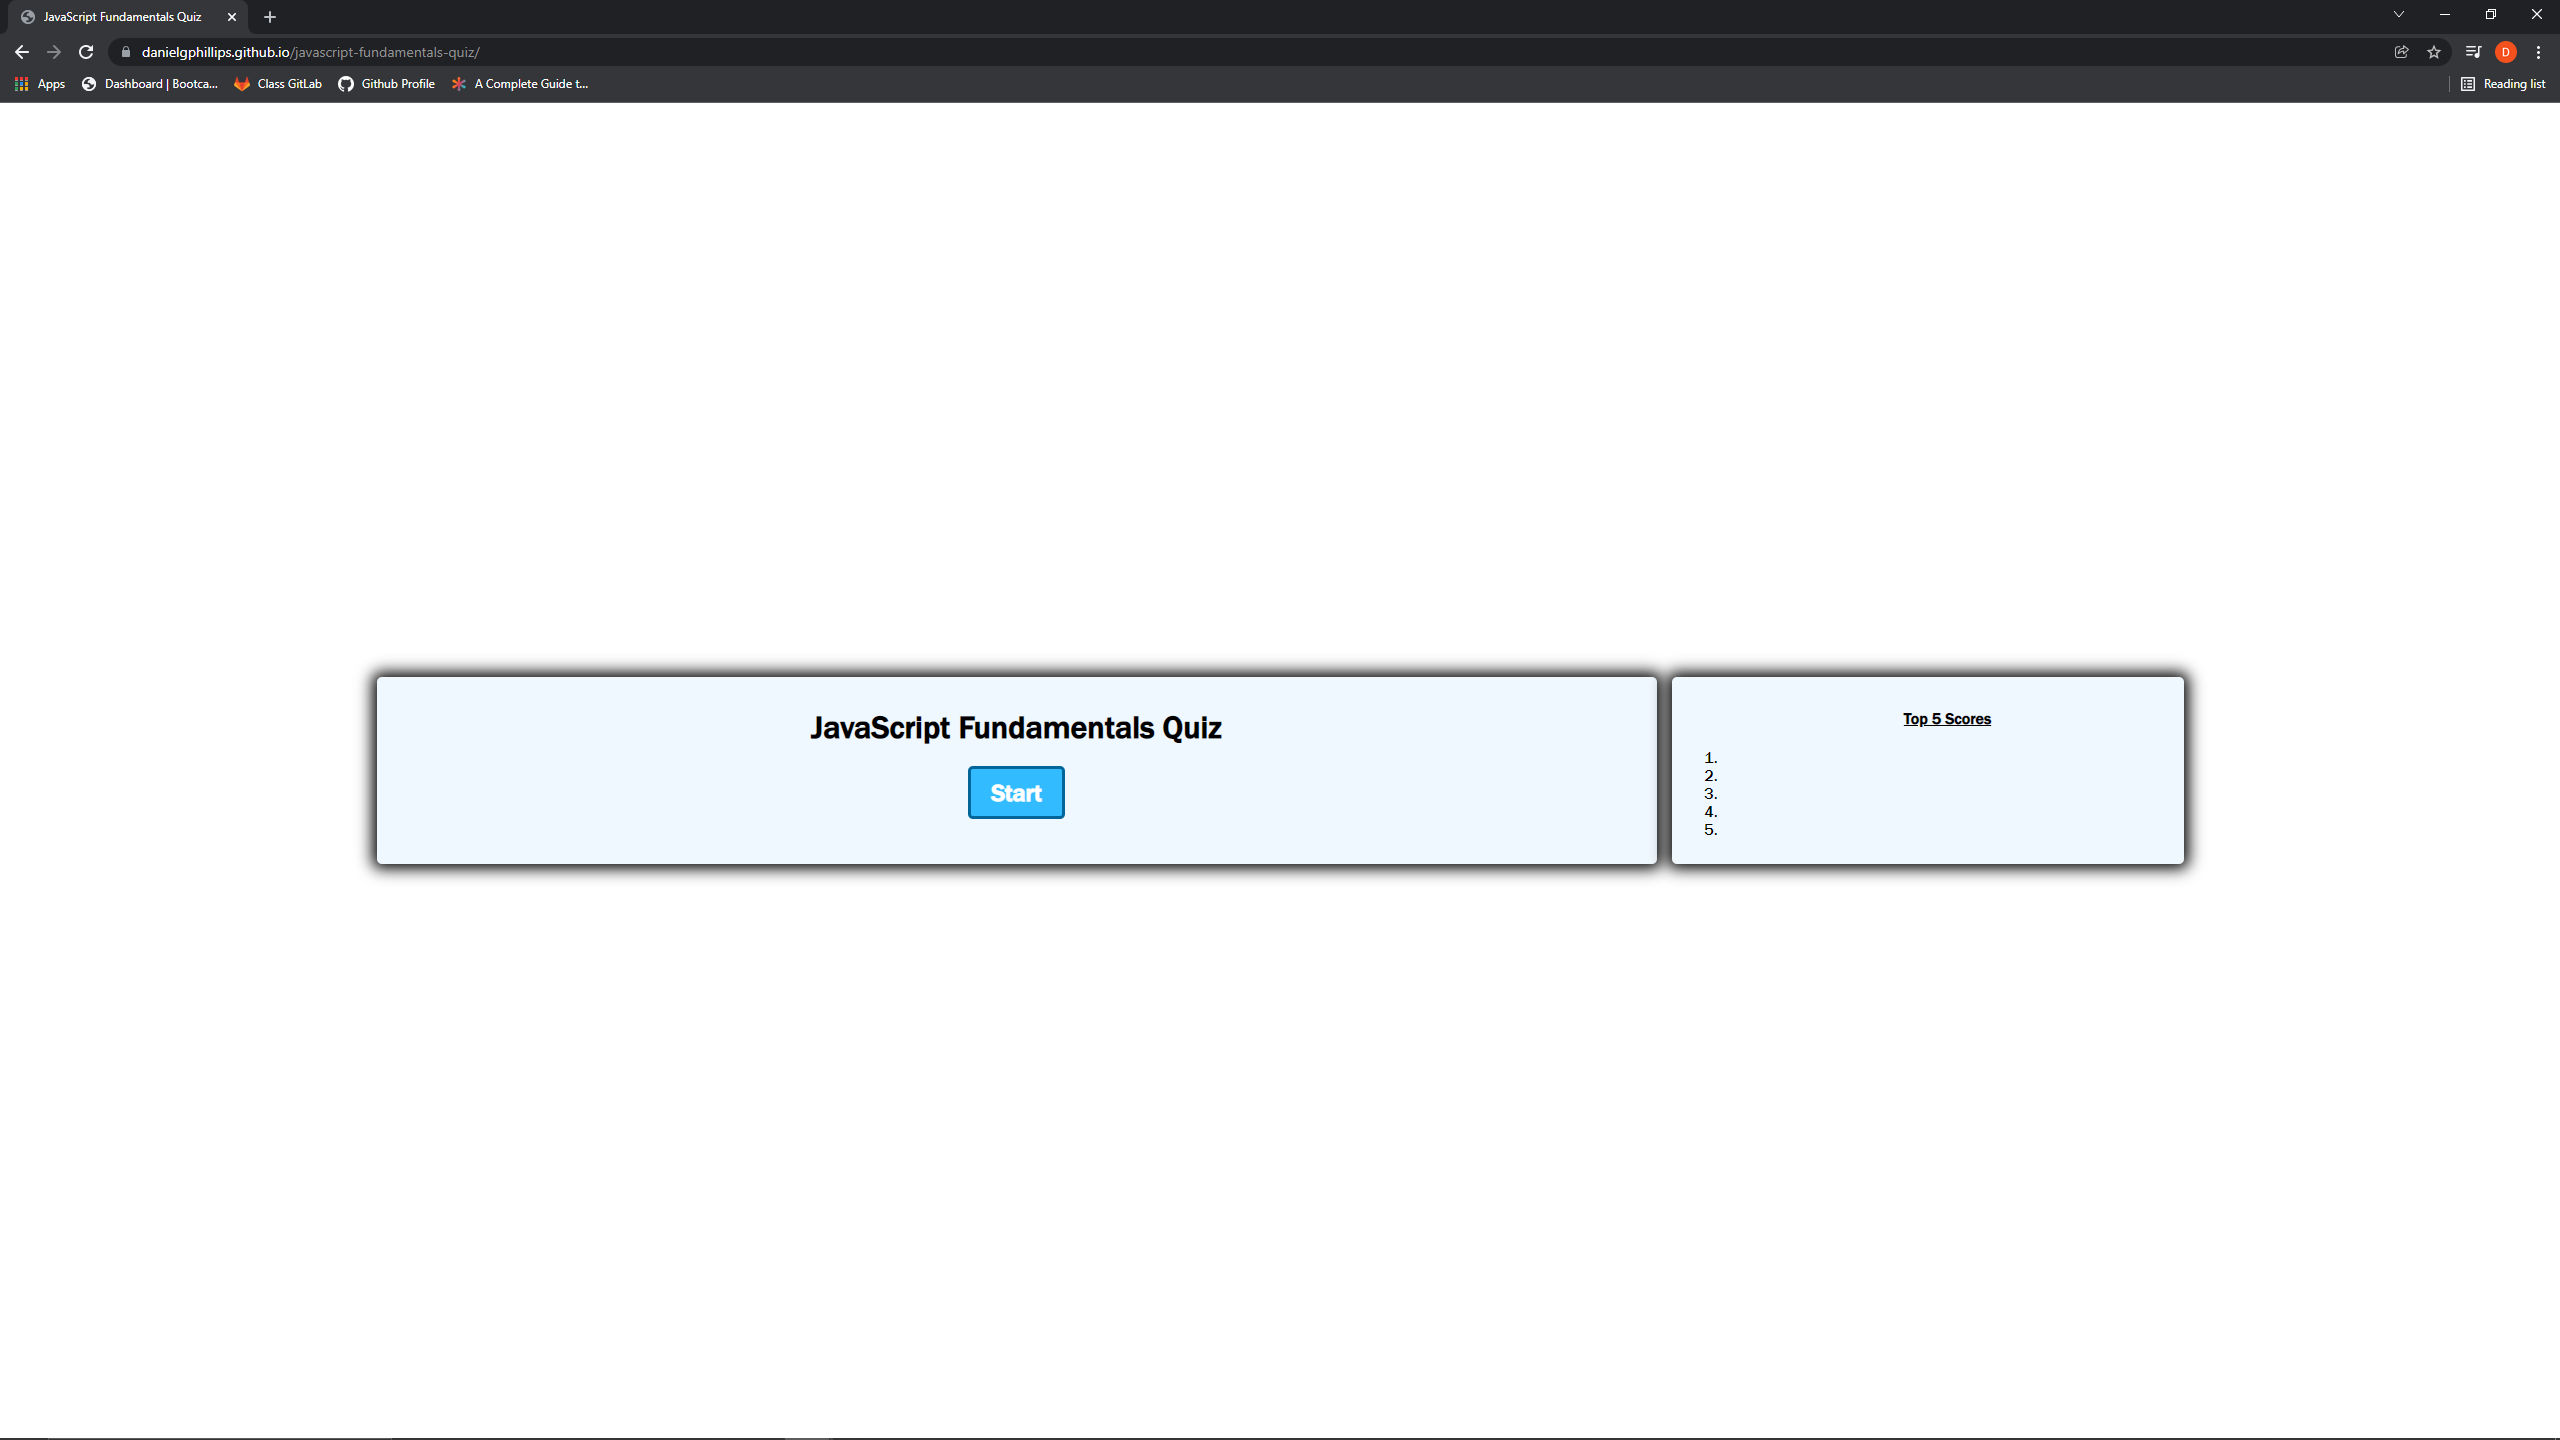 JavaScript Fundamentals Quiz
danielgphillips.github.io/javascript-fundamentals-quiz/
D
Apps
Dashboard | Bootca...
Class GitLab
Github Profile
A Complete Guide t...
Reading list
JavaScript Fundamentals Quiz
Start
Top 5 Scores
1.
2.
3.
4.
5.